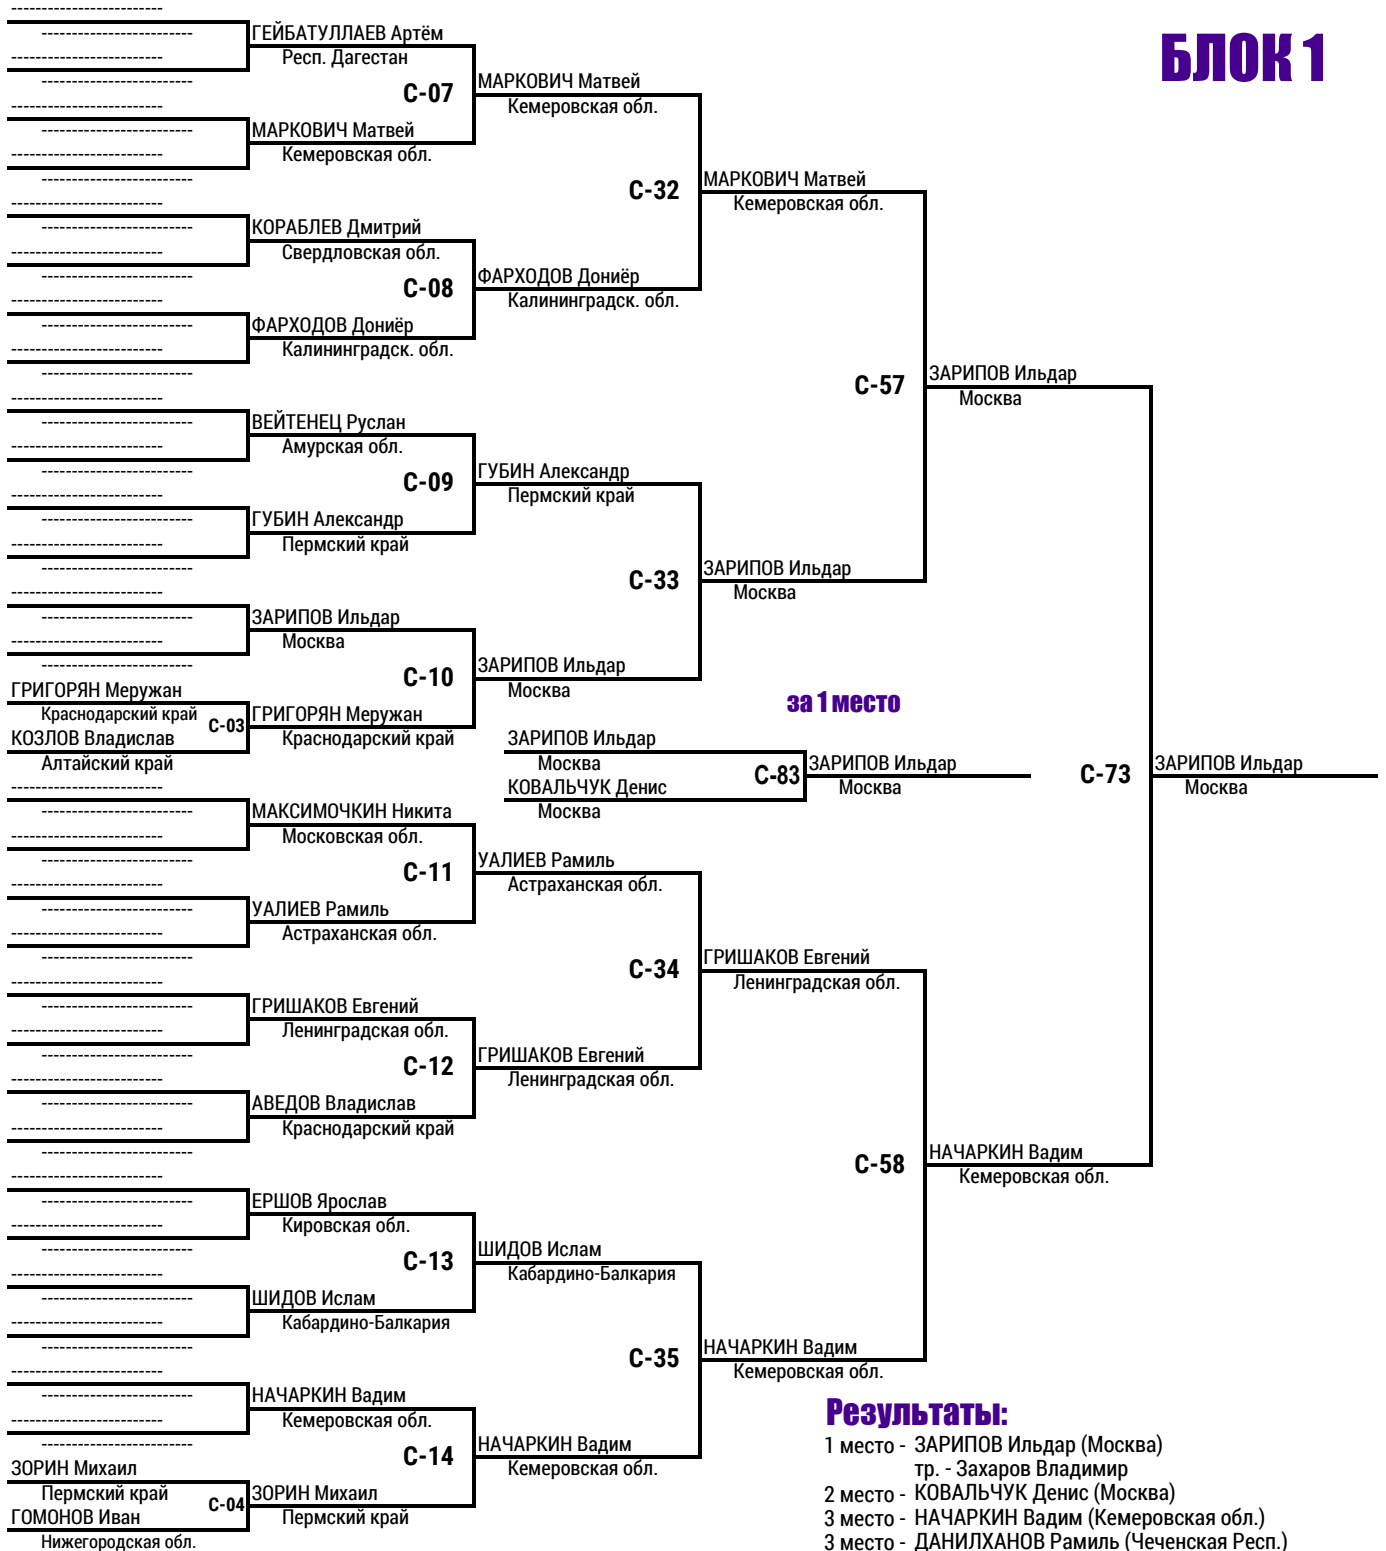 БЛОК 1
ГЕЙБАТУЛЛАЕВ Артём
Респ. Дагестан
С-07
МАРКОВИЧ Матвей
Кемеровская обл.
МАРКОВИЧ Матвей
Кемеровская обл.
С-32
МАРКОВИЧ Матвей
Кемеровская обл.
КОРАБЛЕВ Дмитрий
Свердловская обл.
С-08
ФАРХОДОВ Дониёр
Калининградск. обл.
ФАРХОДОВ Дониёр
Калининградск. обл.
С-57
ЗАРИПОВ Ильдар
Москва
ВЕЙТЕНЕЦ Руслан
Амурская обл.
С-09
ГУБИН Александр
Пермский край
ГУБИН Александр
Пермский край
С-33
ЗАРИПОВ Ильдар
Москва
ЗАРИПОВ Ильдар
Москва
С-10
ЗАРИПОВ Ильдар
Москва
ГРИГОРЯН Меружан
Краснодарский край
С-03
КОЗЛОВ Владислав
Алтайский край
ГРИГОРЯН Меружан
Краснодарский край
за 1 место
ЗАРИПОВ Ильдар
Москва
С-83
КОВАЛЬЧУК Денис
Москва
ЗАРИПОВ Ильдар
Москва
С-73
ЗАРИПОВ Ильдар
Москва
МАКСИМОЧКИН Никита
Московская обл.
С-11
УАЛИЕВ Рамиль
Астраханская обл.
УАЛИЕВ Рамиль
Астраханская обл.
С-34
ГРИШАКОВ Евгений
Ленинградская обл.
ГРИШАКОВ Евгений
Ленинградская обл.
С-12
ГРИШАКОВ Евгений
Ленинградская обл.
АВЕДОВ Владислав
Краснодарский край
С-58
НАЧАРКИН Вадим
Кемеровская обл.
ЕРШОВ Ярослав
Кировская обл.
С-13
ШИДОВ Ислам
Кабардино-Балкария
ШИДОВ Ислам
Кабардино-Балкария
С-35
НАЧАРКИН Вадим
Кемеровская обл.
НАЧАРКИН Вадим
Кемеровская обл.
С-14
НАЧАРКИН Вадим
Кемеровская обл.
ЗОРИН Михаил
Пермский край
С-04
ГОМОНОВ Иван
Нижегородская обл.
ЗОРИН Михаил
Пермский край
Результаты:
1 место - ЗАРИПОВ Ильдар (Москва)
тр. - Захаров Владимир
2 место - КОВАЛЬЧУК Денис (Москва)
3 место - НАЧАРКИН Вадим (Кемеровская обл.)
3 место - ДАНИЛХАНОВ Рамиль (Чеченская Респ.)